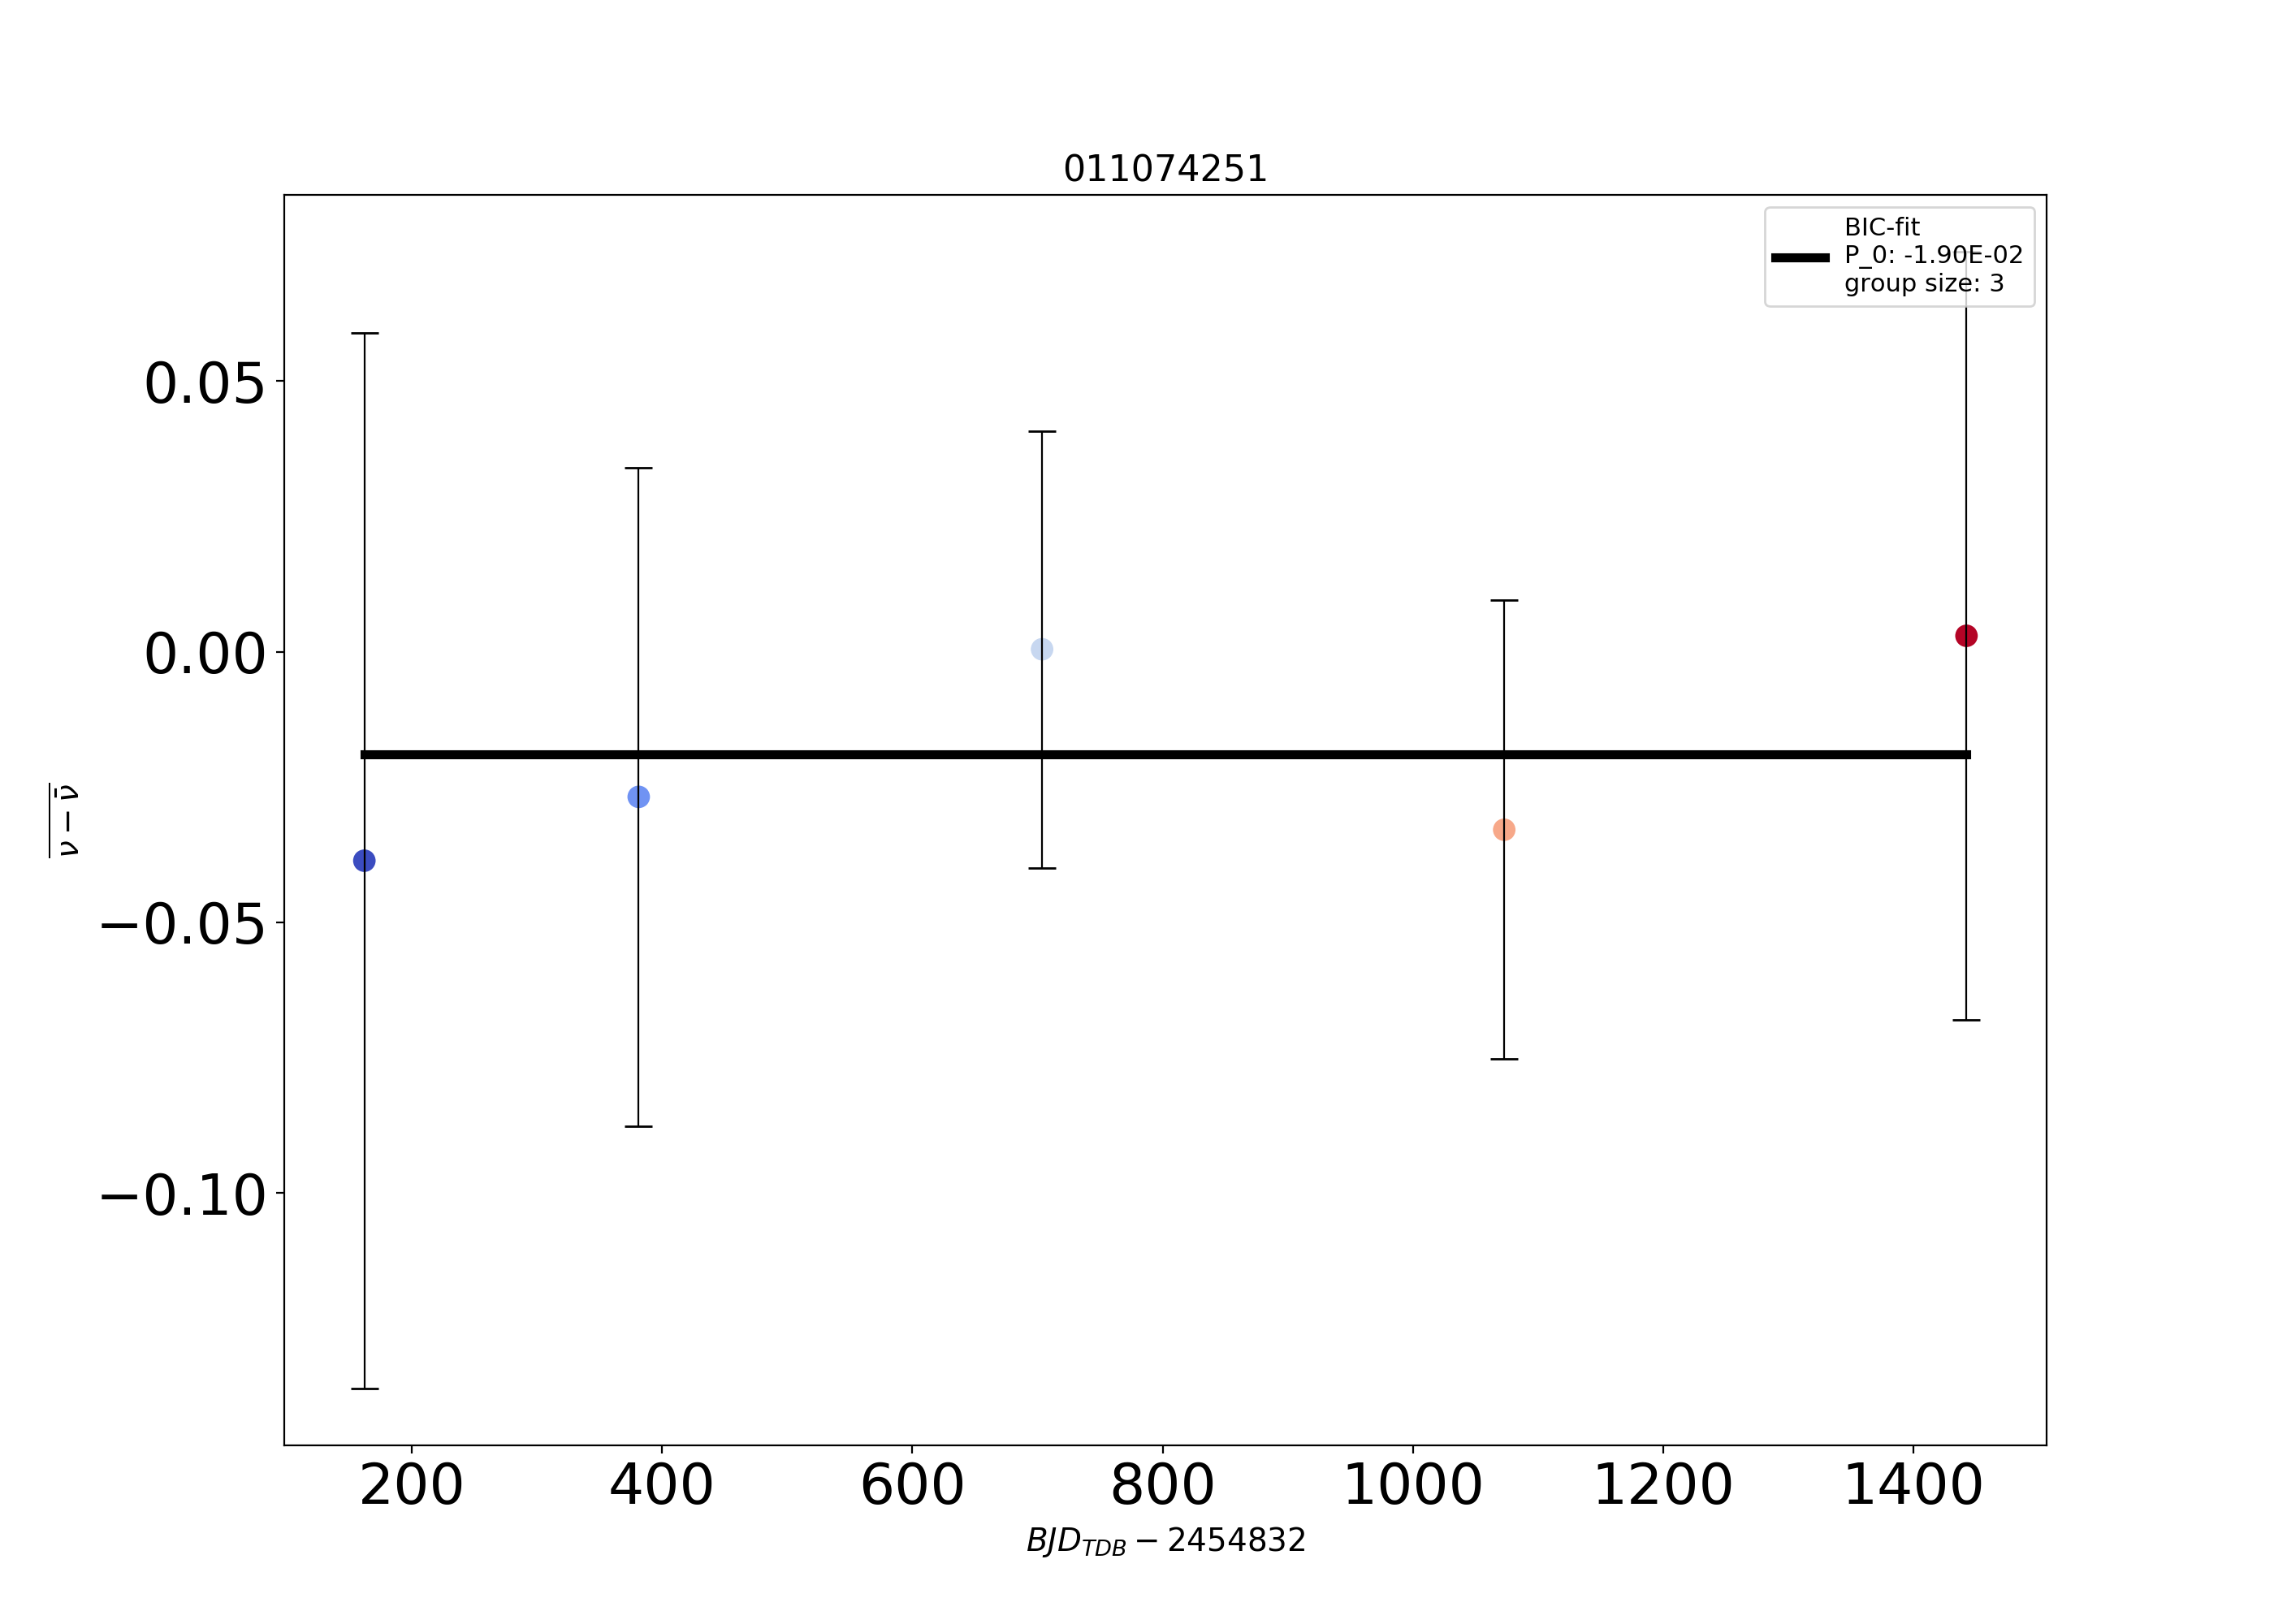 011074251
BIC-fit
P_0: -1.90E-02
group size: 3
0.05
0.00
−0.05
−0.10
ν − ν̄
200 400 600 800 1000 1200 1400
BJD_TDB − 2454832